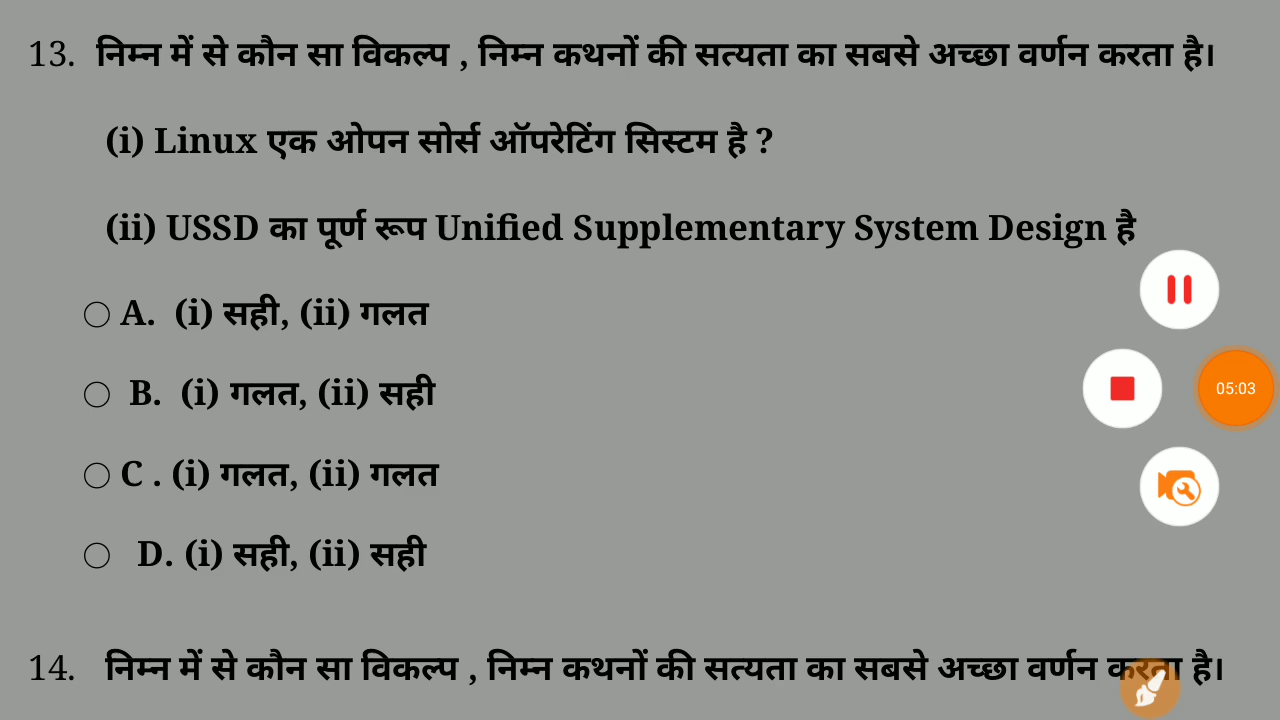 13. निम्न में से कौन सा विकल्प , निम्न कथनों की सत्यता का सबसे अच्छा वर्णन करता है।
(i) Linux एक ओपन सोर्स ऑपरेटिंग सिस्टम है ?
(ii) USSD का पूर्ण रूप Unified Supplementary System Design है
A. (i) सही, (ii) गलत
B. (i) गलत, (ii) सही
05:03
C . (i) गलत, (ii) गलत
D. (i) सही, (ii) सही
14. निम्न में से कौन सा विकल्प , निम्न कथनों की सत्यता का सबसे अच्छा वर्णन करता है।